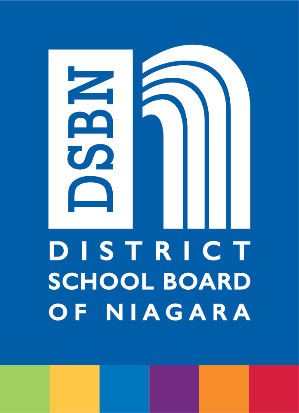 DSBN
DISTRICT
SCHOOL BOARD
OF NIAGARA